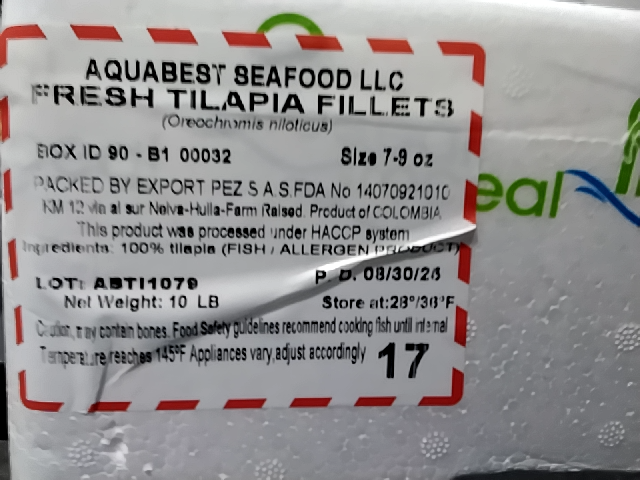 AQUABEST SEAFOOD LLC
FRESH TILAPIA FILLETS
(Oreochromis niloticus)
BOX ID 90 - B1 00032 Size 7-9 oz
PACKED BY EXPORT PEZ S A S.FDA No 14070921010
KM 12 via al sur Neiva-Huila-Farm Raised. Product of COLOMBIA
This product was processed under HACCP system
Ingredients: 100% tilapia (FISH / ALLERGEN PRODUCT)
LOT: ABTI1079 P. D. 08/30/
Net Weight: 10 LB Store at:28°/36°F
Caution, may contain bones. Food Safety guidelines recommend cooking fish until internal
Temperature reaches 145°F Appliances vary,adjust accordingly 17
eal